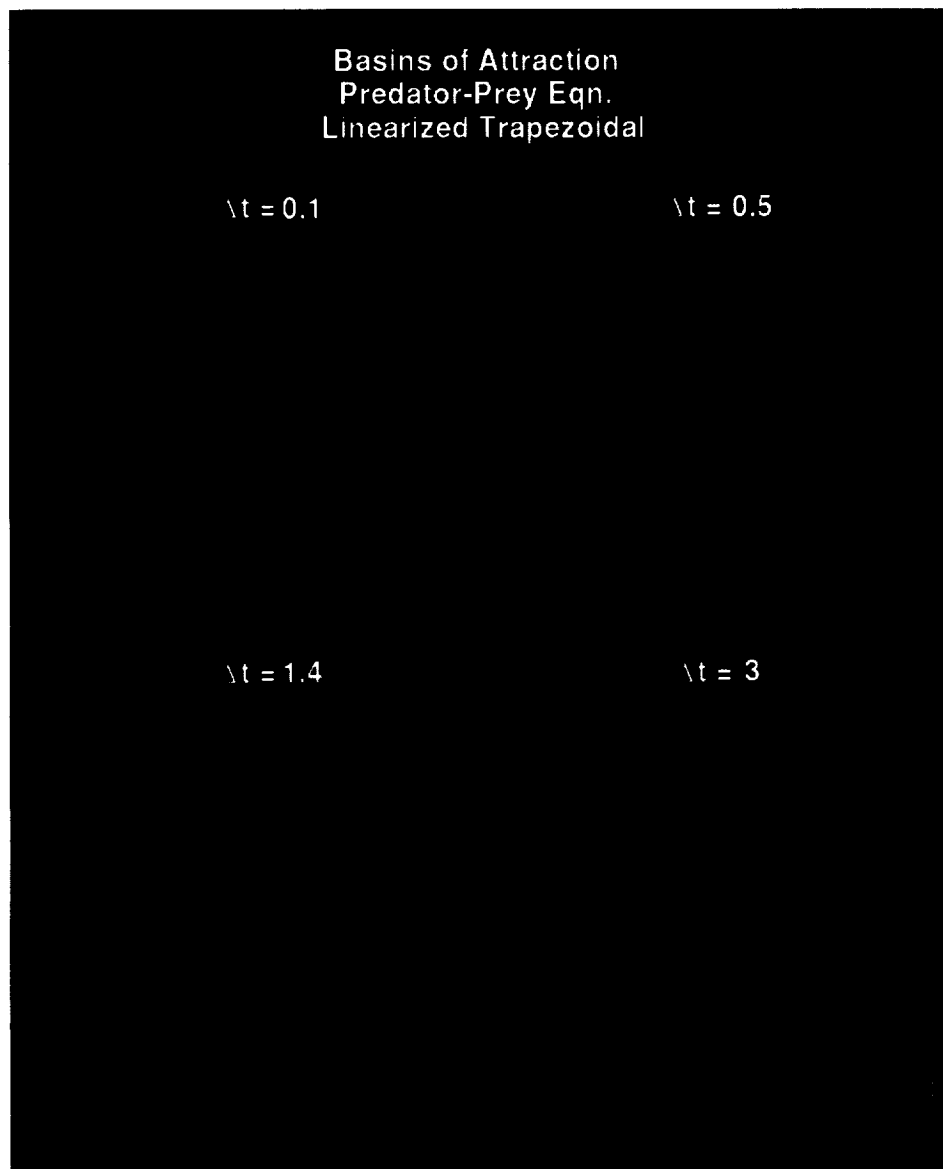 Basins of Attraction
Predator-Prey Eqn.
Linearized Trapezoidal
\t = 0.1
\t = 0.5
\t = 1.4
\t = 3